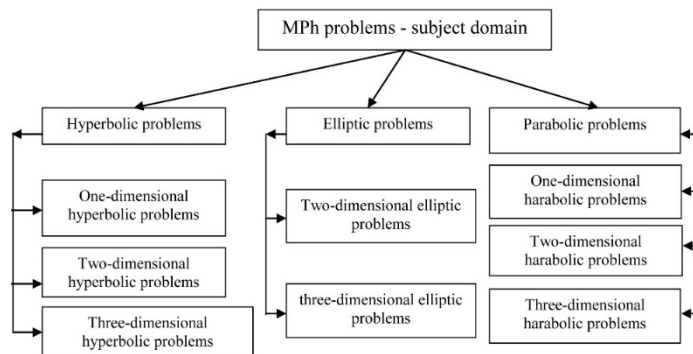 MPh problems - subject domain
Hyperbolic problems
Elliptic problems
Parabolic problems
One-dimensional
hyperbolic problems
Two-dimensional
hyperbolic problems
Three-dimensional
hyperbolic problems
Two-dimensional elliptic
problems
three-dimensional elliptic
problems
One-dimensional
harabolic problems
Two-dimensional
harabolic problems
Three-dimensional
harabolic problems